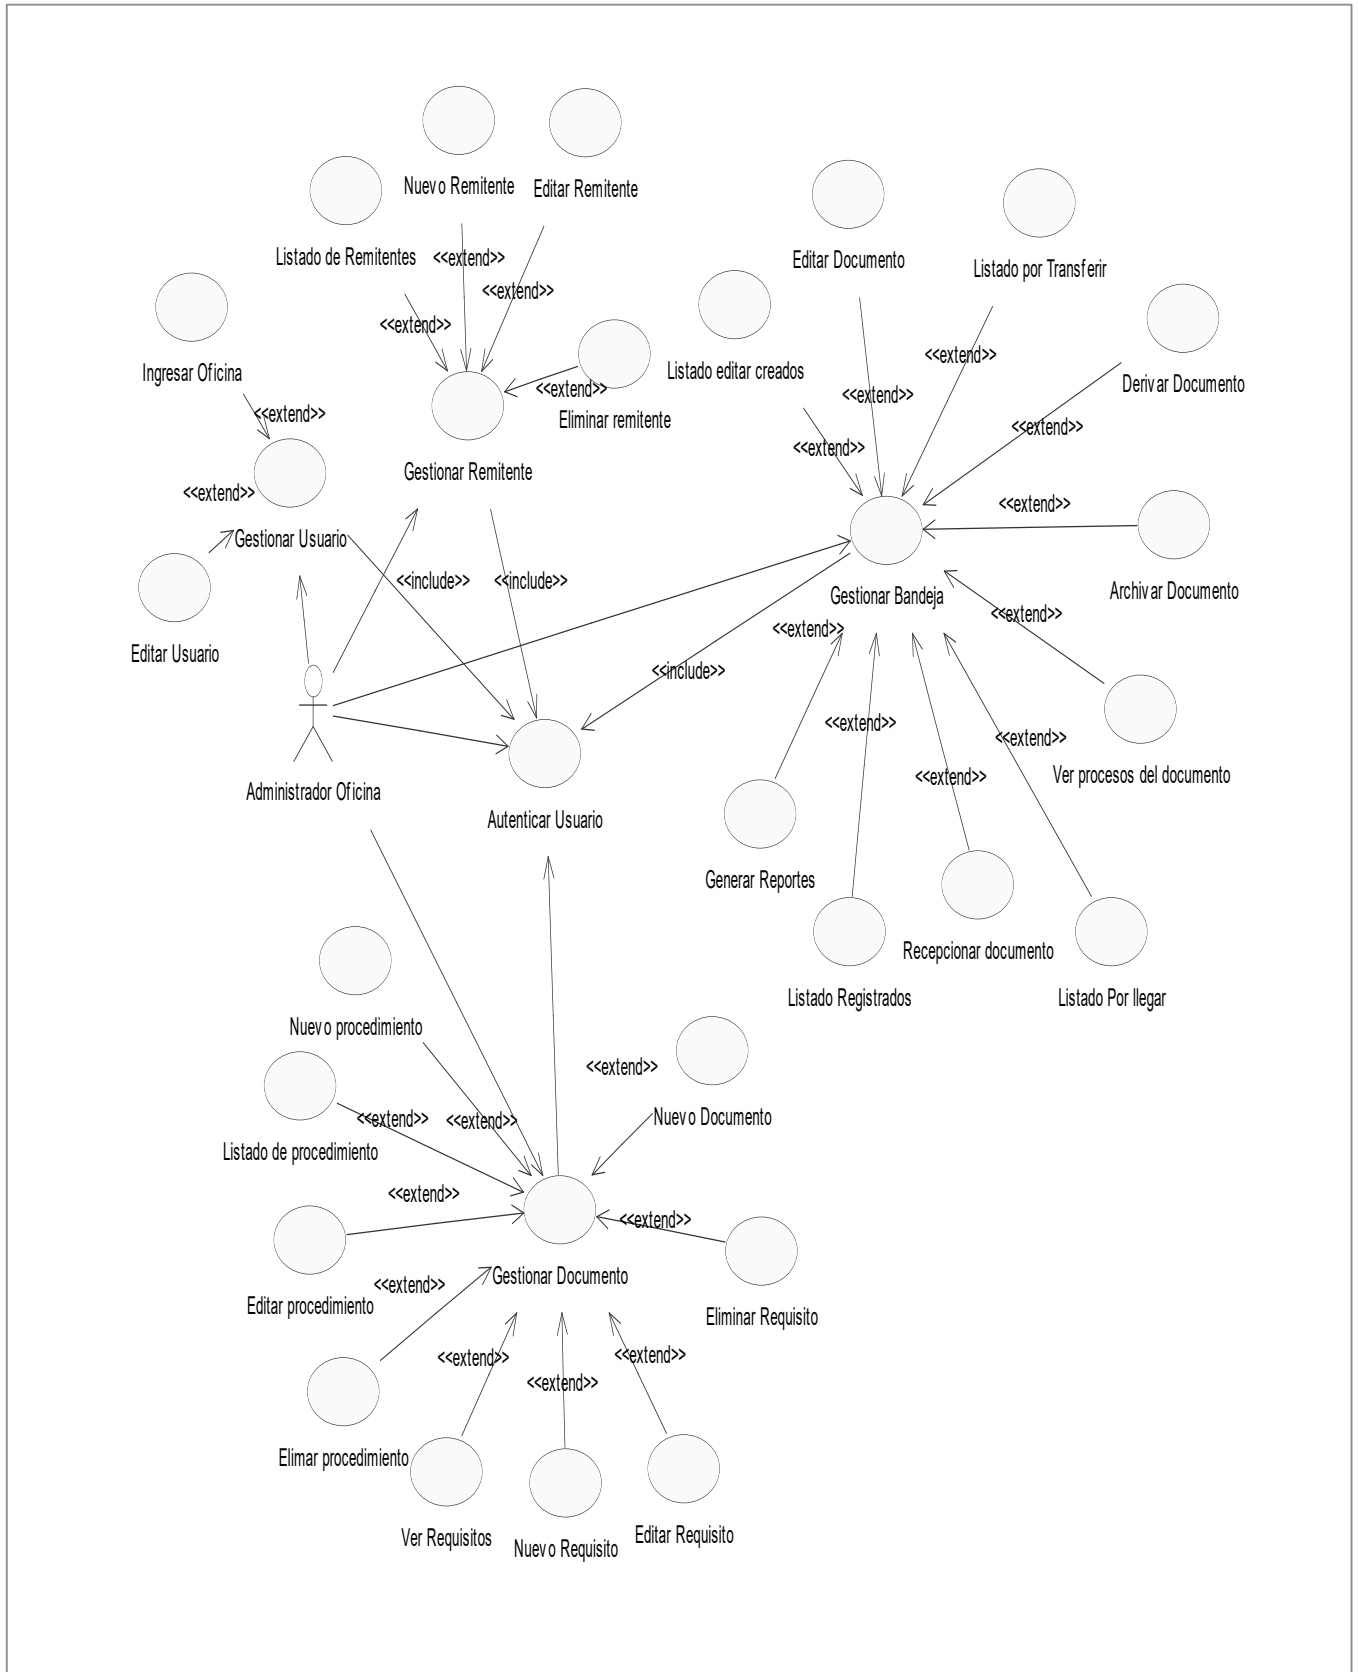 Nuevo Remitente
Editar Remitente
Listado de Remitentes
<<extend>>
<<extend>>
<<extend>>
Editar Documento
Listado por Transferir
Ingresar Oficina
<<extend>>
Listado editar creados
<<extend>>
Derivar Documento
<<extend>>
Eliminar remitente
<<extend>>
<<extend>>
<<extend>>
Gestionar Remitente
<<extend>>
<<extend>>
<<extend>>
Gestionar Usuario
<<include>>
<<include>>
Gestionar Bandeja
Archivar Documento
<<extend>>
<<extend>>
Editar Usuario
<<include>>
<<extend>>
<<extend>>
<<extend>>
Ver procesos del documento
Administrador Oficina
Autenticar Usuario
Generar Reportes
Recepcionar documento
Listado Registrados
Listado Por llegar
Nuevo procedimiento
<<extend>>
Nuevo Documento
<<extend>>
<<extend>>
Listado de procedimiento
<<extend>>
<<extend>>
Gestionar Documento
<<extend>>
Editar procedimiento
Eliminar Requisito
<<extend>>
<<extend>>
<<extend>>
Elimar procedimiento
Ver Requisitos
Nuevo Requisito
Editar Requisito